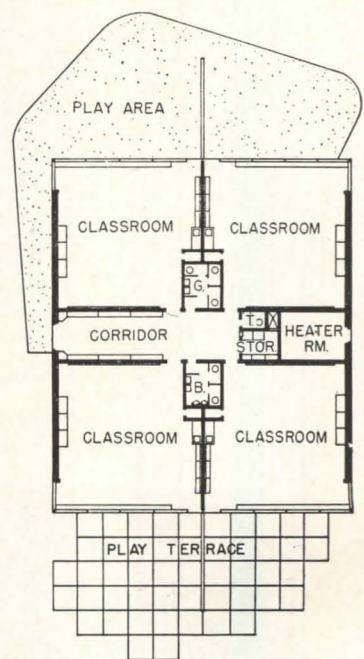 PLAY AREA
CLASSROOM
CLASSROOM
G.
CORRIDOR
T.
STOR.
HEATER
RM.
B.
CLASSROOM
CLASSROOM
PLAY TERRACE